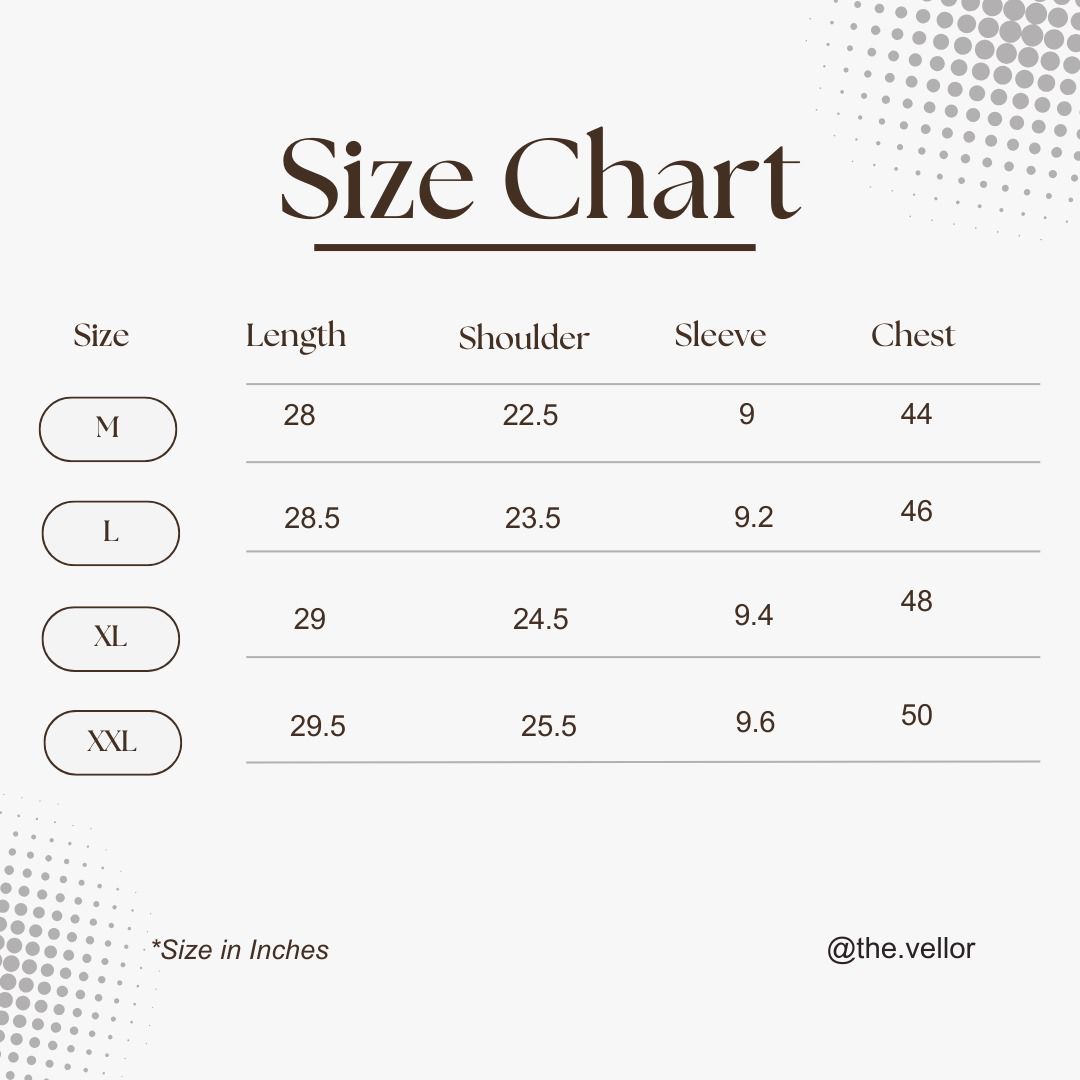 Size Chart
Size Length Shoulder Sleeve Chest
M 28 22.5 9 44
L 28.5 23.5 9.2 46
XL 29 24.5 9.4 48
XXL 29.5 25.5 9.6 50
*Size in Inches @the.vellor